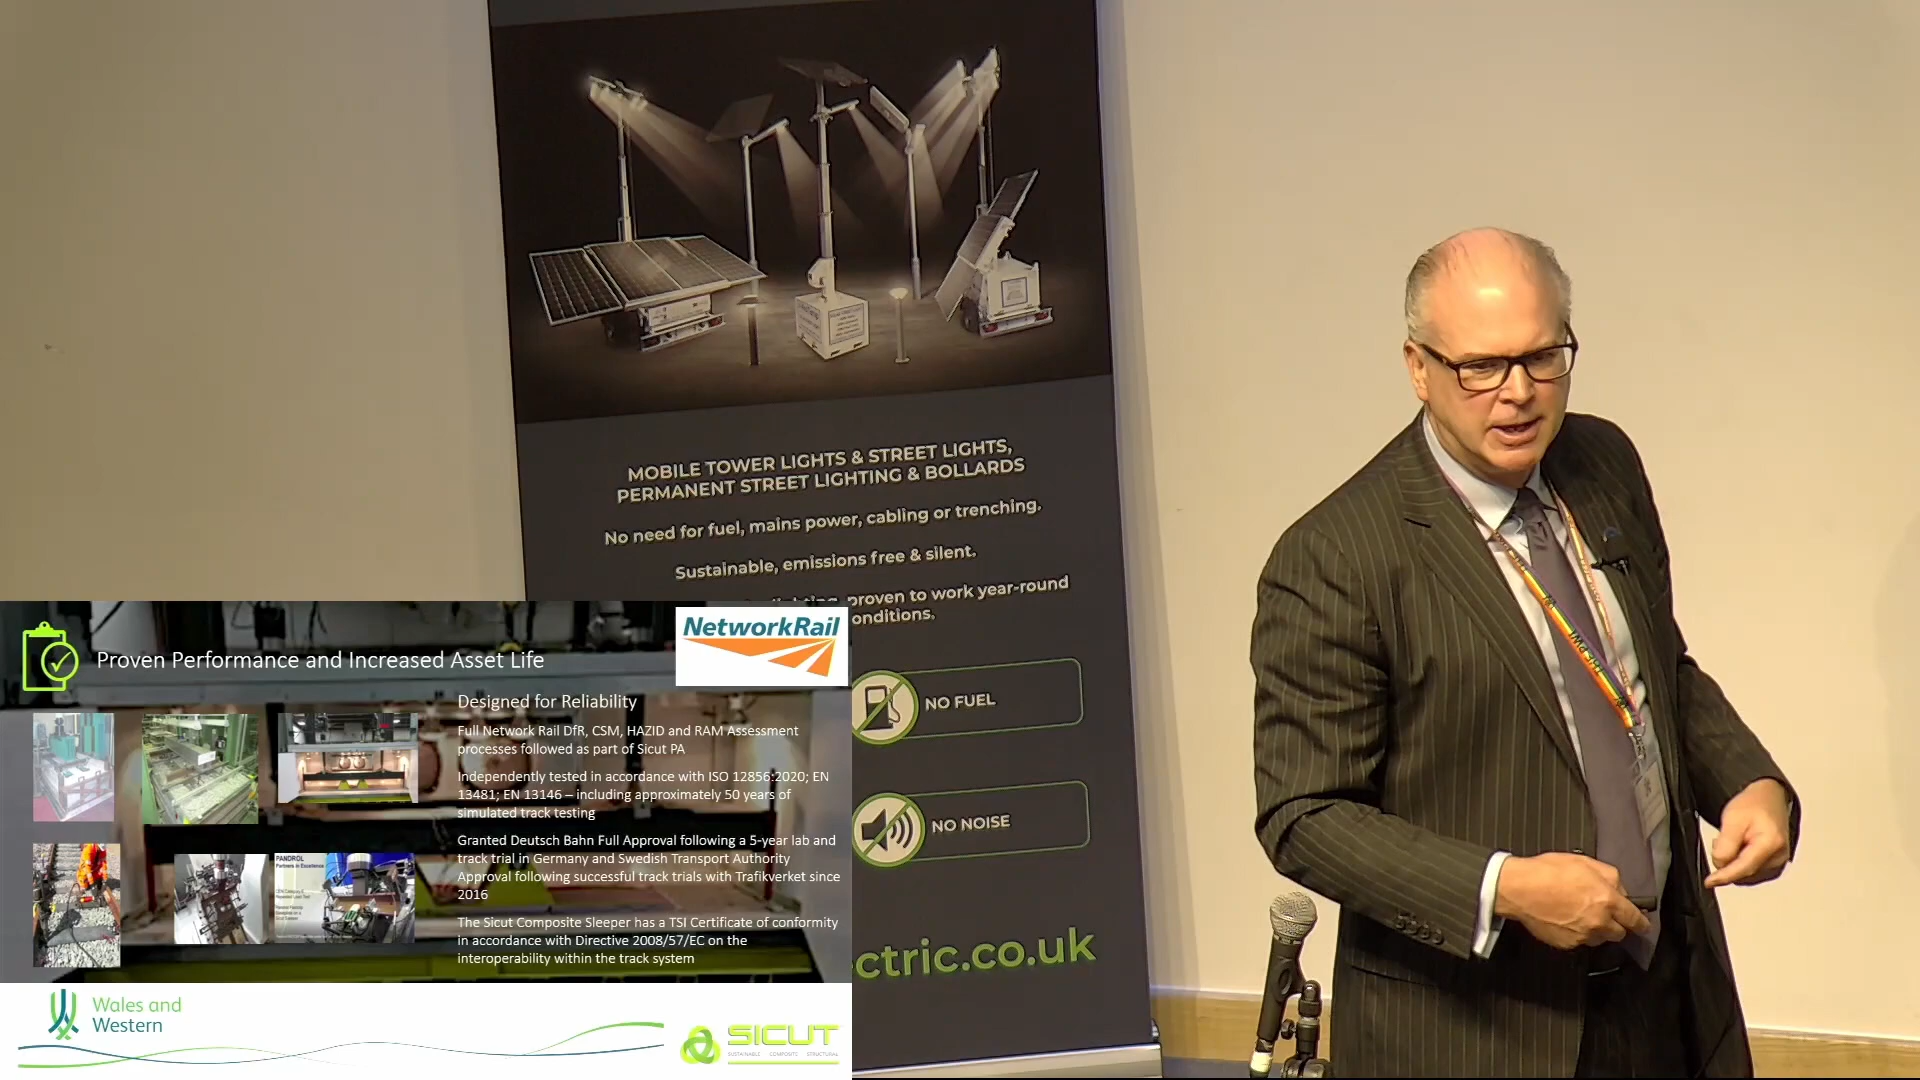 MOBILE TOWER LIGHTS & STREET LIGHTS,
PERMANENT STREET LIGHTING & BOLLARDS
No need for fuel, mains power, cabling or trenching.
Sustainable, emissions free & silent.
proven to work year-round
onditions.
NO FUEL
NO NOISE
ctric.co.uk
NetworkRail
Proven Performance and Increased Asset Life
Designed for Reliability
Full Network Rail DfR, CSM, HAZID and RAM Assessment
processes followed as part of Sicut PA
Independently tested in accordance with ISO 12856:2020; EN
13481; EN 13146 – including approximately 50 years of
simulated track testing
Granted Deutsch Bahn Full Approval following a 5-year lab and
track trial in Germany and Swedish Transport Authority
Approval following successful track trials with Trafikverket since
2016
The Sicut Composite Sleeper has a TSI Certificate of conformity
in accordance with Directive 2008/57/EC on the
interoperability within the track system
PANDROL
Partners in Excellence
Wales and
Western
SICUT
SUSTAINABLE COMPOSITE STRUCTURAL